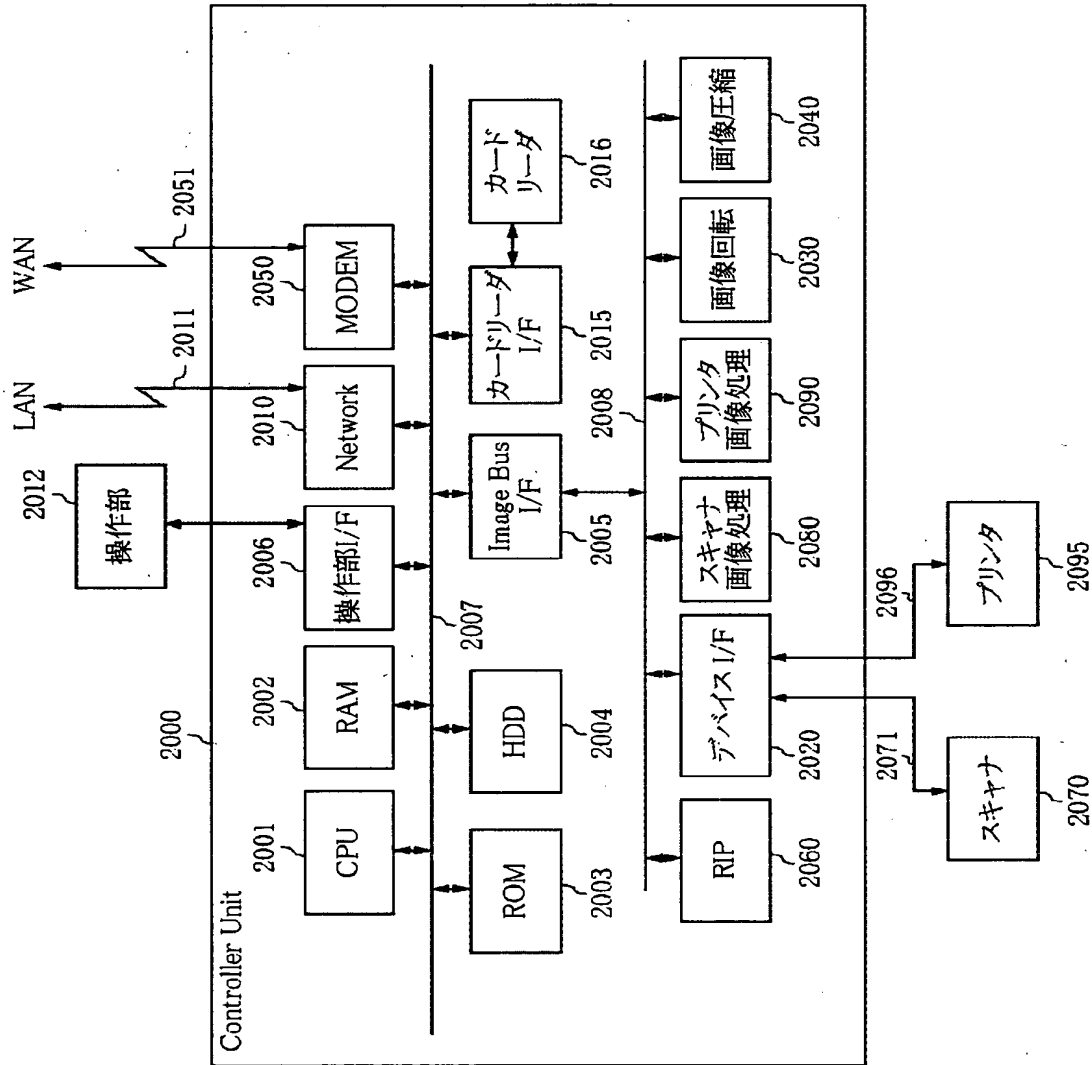 WAN
LAN
2051
2011
2012
操作部
2000
Controller Unit
2001
CPU
2002
RAM
2006
操作部I/F
2010
Network
2050
MODEM
2007
ROM
2003
HDD
2004
Image Bus
I/F
2005
カードリーダ
I/F
2015
カード
リーダ
2016
2008
RIP
2060
デバイスI/F
2020
スキャナ
画像処理
2080
プリンタ
画像処理
2090
画像回転
2030
画像圧縮
2040
2071
2096
スキャナ
2070
プリンタ
2095